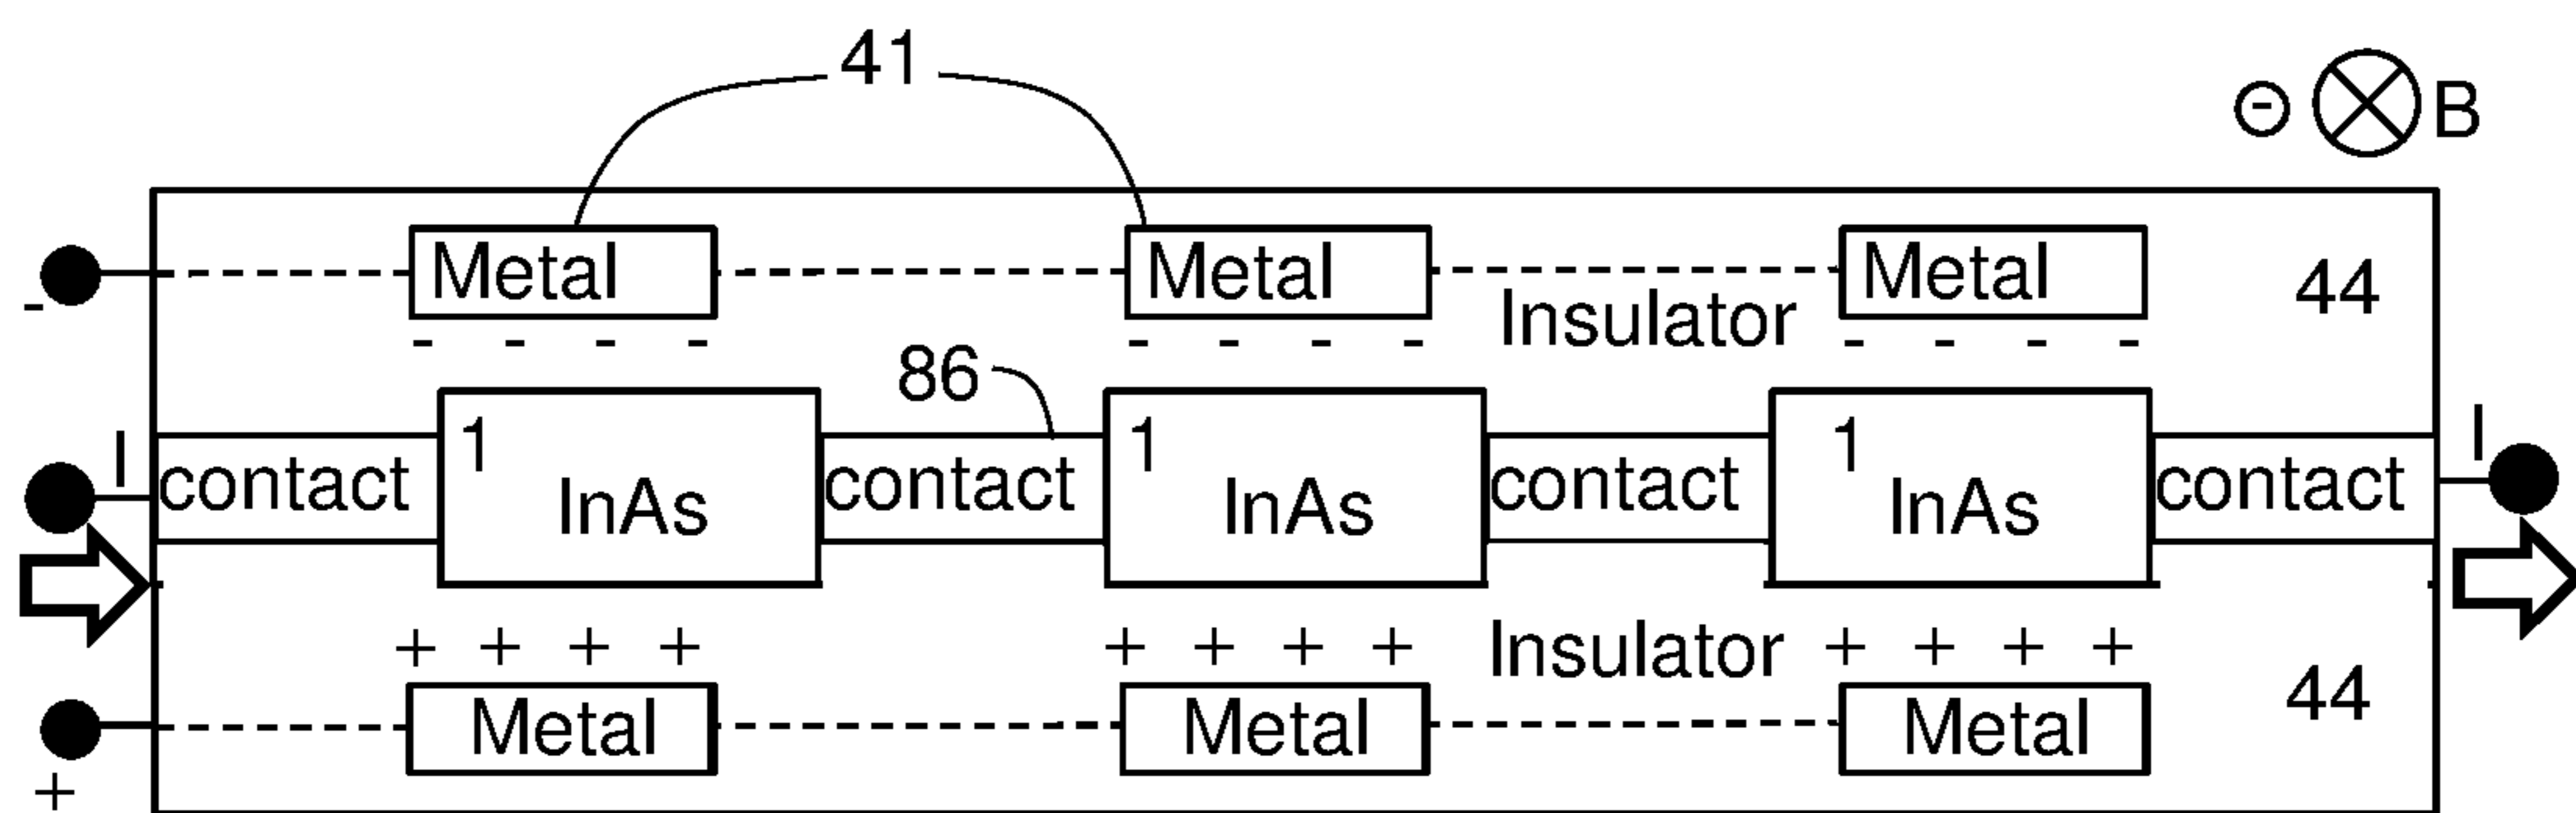 41
B
-
Metal Metal Metal
44
-
Insulator
- - - - - - - - - - - -
86
I 1 1 1 I
contact InAs contact InAs contact InAs contact
+ + + + + + + + + + + +
Insulator
44
Metal Metal Metal
+